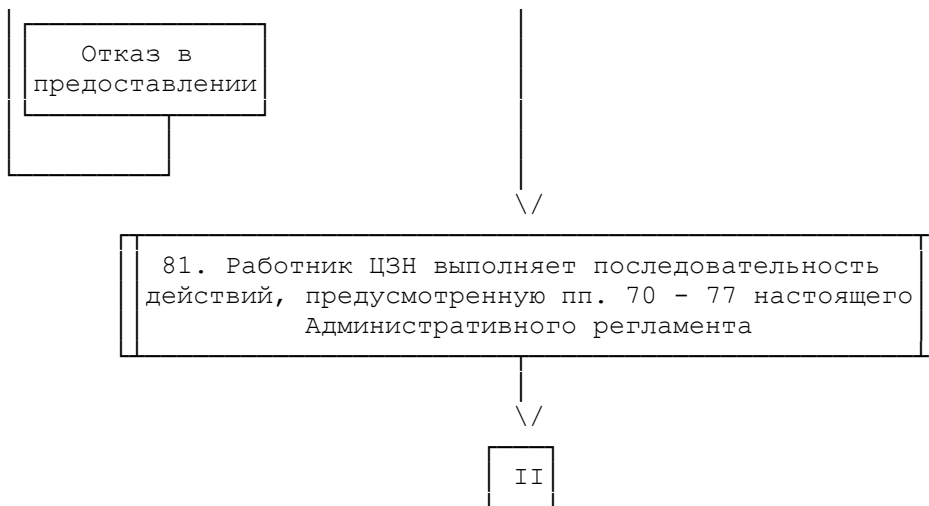 Отказ в
предоставлении
81. Работник ЦЗН выполняет последовательность
действий, предусмотренную пп. 70 - 77 настоящего
Административного регламента
II